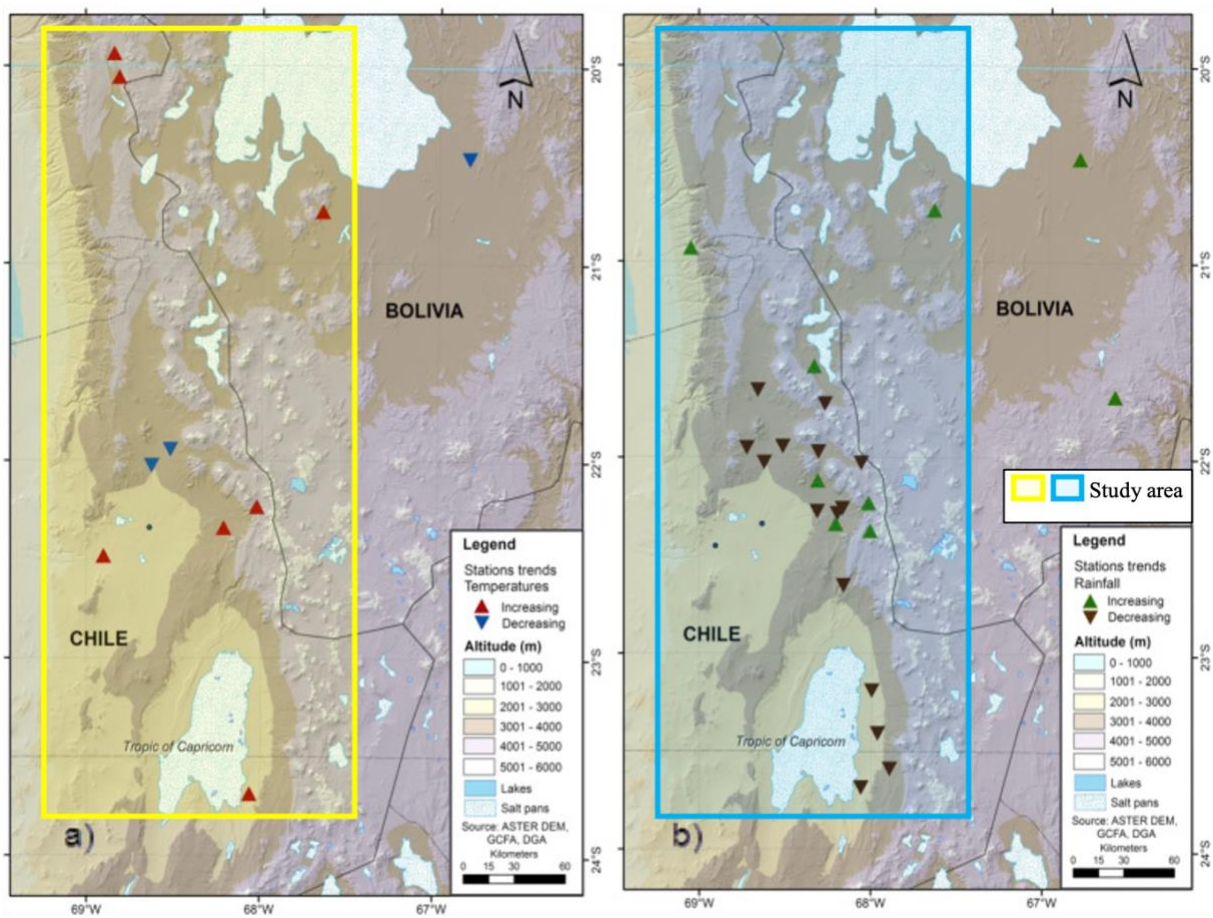 N
20°S
21°S
22°S
23°S
24°S
BOLIVIA
CHILE
Tropic of Capricorn
a)
Legend
Stations trends
Temperatures
Increasing
Decreasing
Altitude (m)
0 - 1000
1001 - 2000
2001 - 3000
3001 - 4000
4001 - 5000
5001 - 6000
Lakes
Salt pans
Source: ASTER DEM,
GCFA, DGA
Kilometers
0 15 30 60
69°W 68°W 67°W
N
20°S
21°S
22°S
23°S
24°S
BOLIVIA
CHILE
Tropic of Capricorn
b)
Study area
Legend
Stations trends
Rainfall
Increasing
Decreasing
Altitude (m)
0 - 1000
1001 - 2000
2001 - 3000
3001 - 4000
4001 - 5000
5001 - 6000
Lakes
Salt pans
Source: ASTER DEM,
GCFA, DGA
Kilometers
0 15 30 60
69°W 68°W 67°W